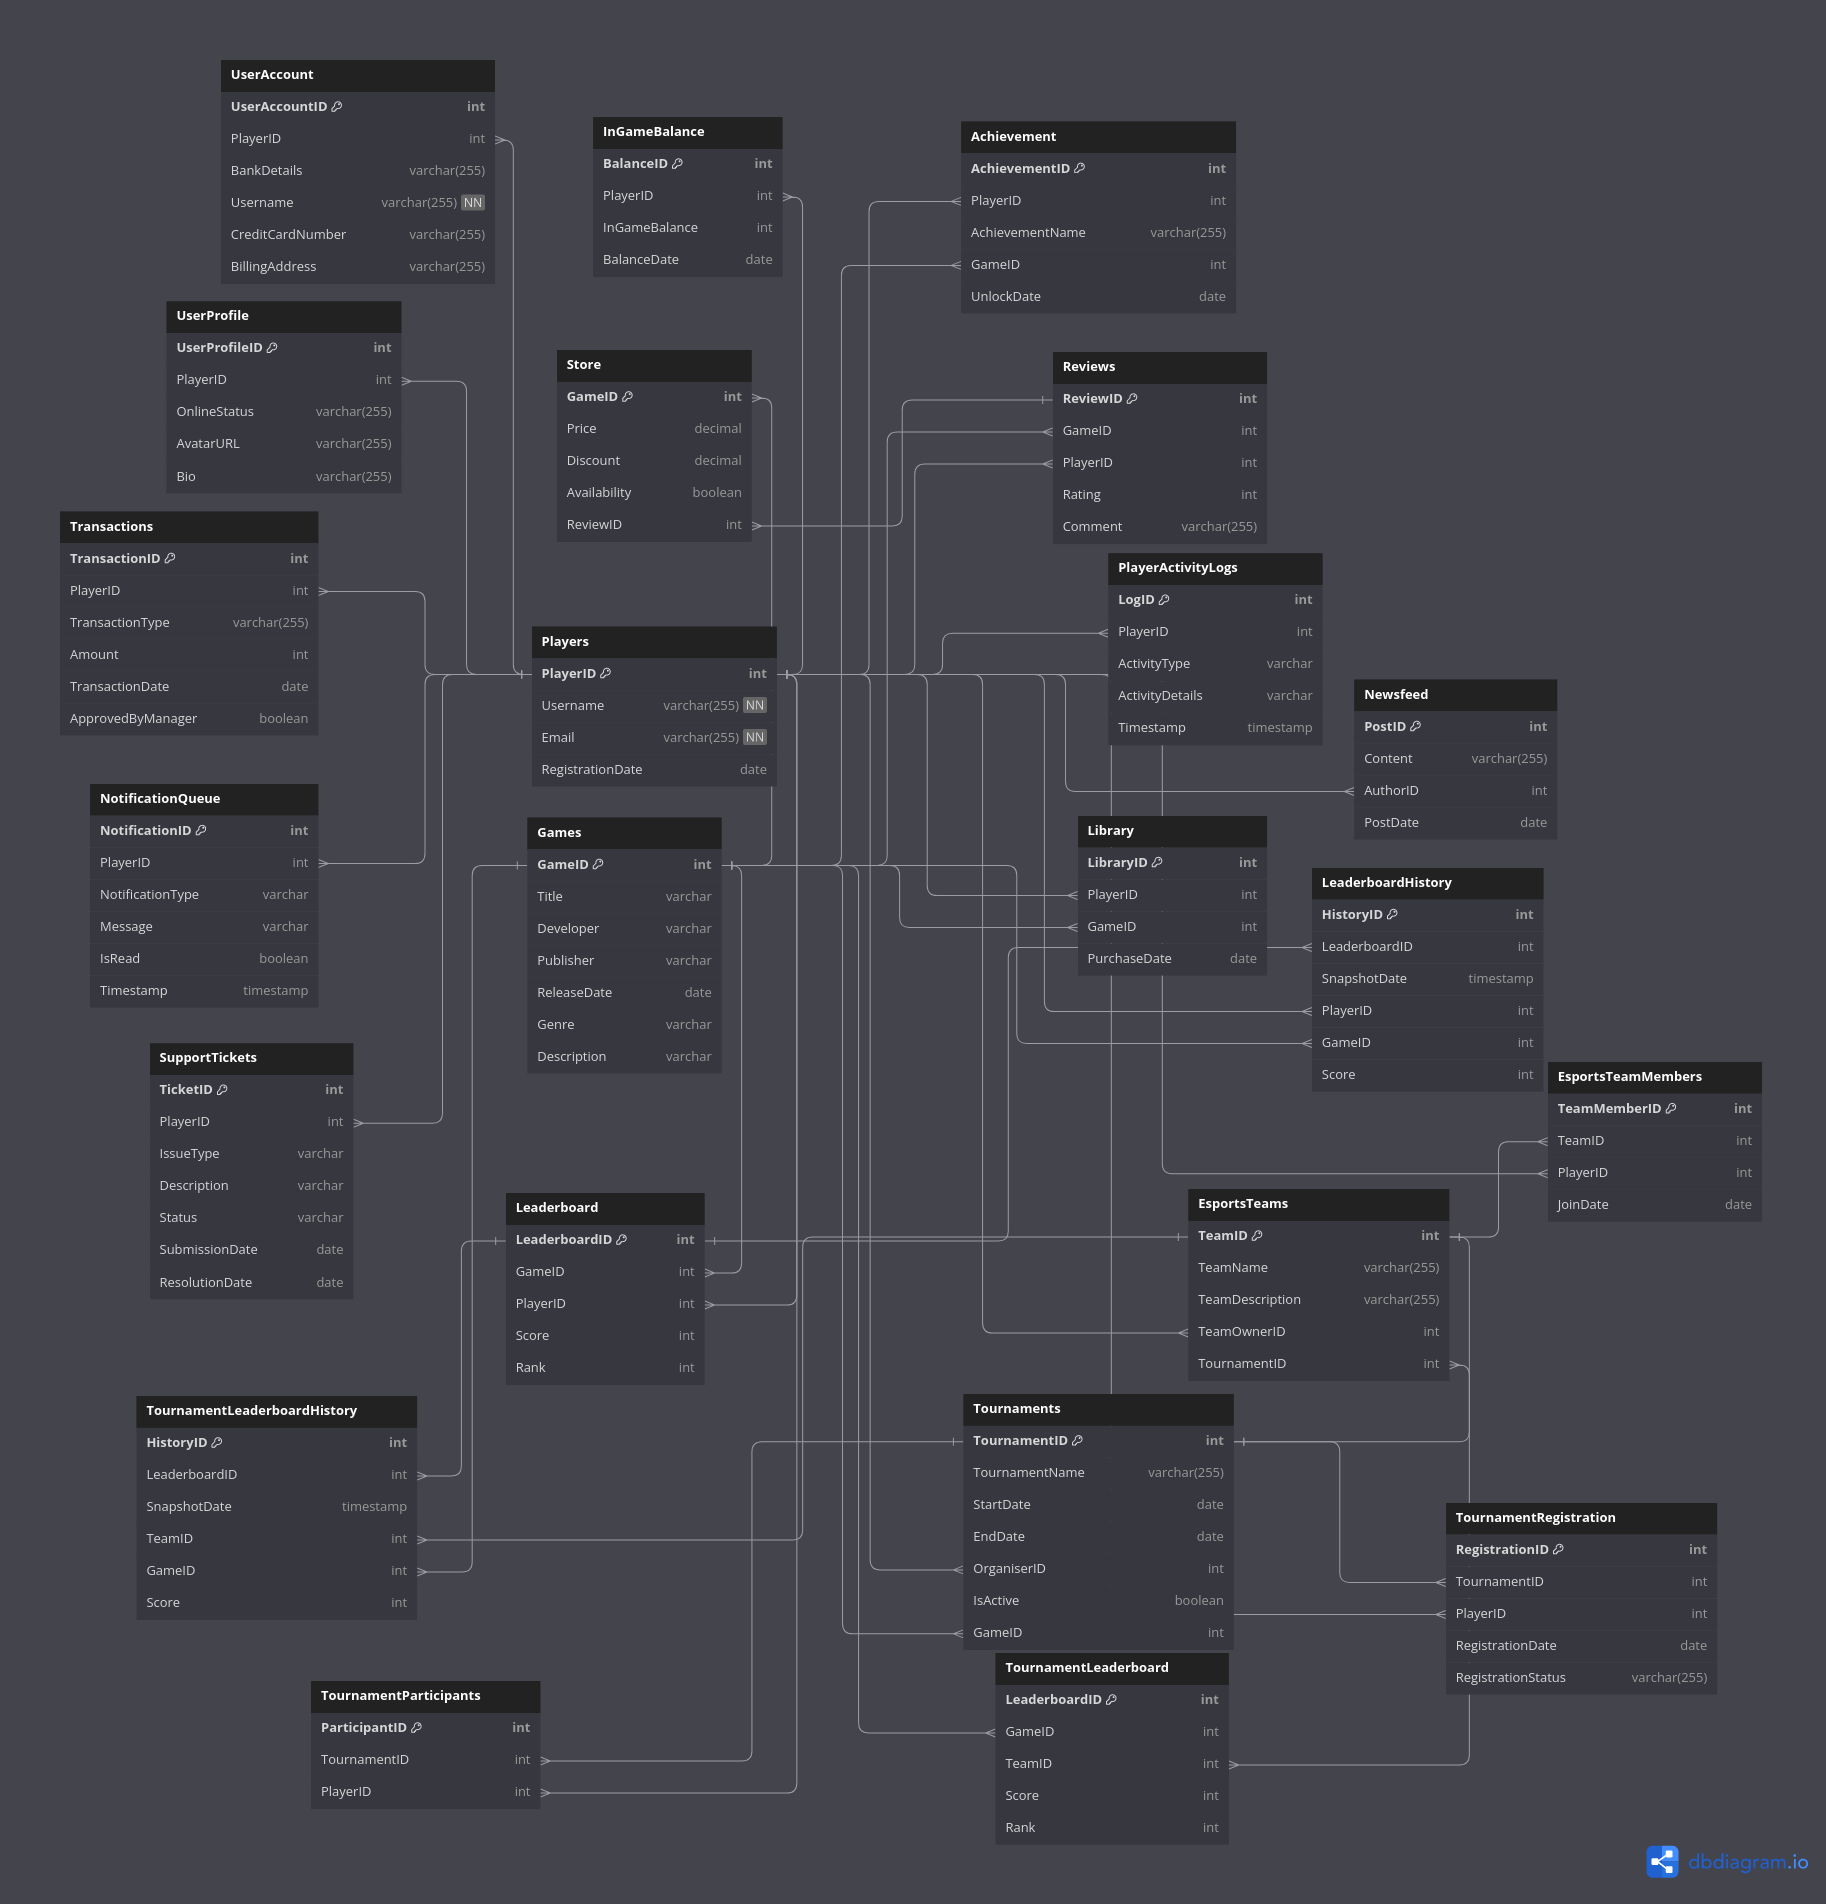 UserAccount
UserAccountID int
PlayerID int
BankDetails varchar(255)
Username varchar(255) NN
CreditCardNumber varchar(255)
BillingAddress varchar(255)
InGameBalance
BalanceID int
PlayerID int
InGameBalance int
BalanceDate date
Achievement
AchievementID int
PlayerID int
AchievementName varchar(255)
GameID int
UnlockDate date
UserProfile
UserProfileID int
PlayerID int
OnlineStatus varchar(255)
AvatarURL varchar(255)
Bio varchar(255)
Store
GameID int
Price decimal
Discount decimal
Availability boolean
ReviewID int
Reviews
ReviewID int
GameID int
PlayerID int
Rating int
Comment varchar(255)
Transactions
TransactionID int
PlayerID int
TransactionType varchar(255)
Amount int
TransactionDate date
ApprovedByManager boolean
Players
PlayerID int
Username varchar(255) NN
Email varchar(255) NN
RegistrationDate date
PlayerActivityLogs
LogID int
PlayerID int
ActivityType varchar
ActivityDetails varchar
Timestamp timestamp
Newsfeed
PostID int
Content varchar(255)
AuthorID int
PostDate date
NotificationQueue
NotificationID int
PlayerID int
NotificationType varchar
Message varchar
IsRead boolean
Timestamp timestamp
Games
GameID int
Title varchar
Developer varchar
Publisher varchar
ReleaseDate date
Genre varchar
Description varchar
Library
LibraryID int
PlayerID int
GameID int
PurchaseDate date
LeaderboardHistory
HistoryID int
LeaderboardID int
SnapshotDate timestamp
PlayerID int
GameID int
Score int
SupportTickets
TicketID int
PlayerID int
IssueType varchar
Description varchar
Status varchar
SubmissionDate date
ResolutionDate date
EsportsTeamMembers
TeamMemberID int
TeamID int
PlayerID int
JoinDate date
Leaderboard
LeaderboardID int
GameID int
PlayerID int
Score int
Rank int
EsportsTeams
TeamID int
TeamName varchar(255)
TeamDescription varchar(255)
TeamOwnerID int
TournamentID int
TournamentLeaderboardHistory
HistoryID int
LeaderboardID int
SnapshotDate timestamp
TeamID int
GameID int
Score int
Tournaments
TournamentID int
TournamentName varchar(255)
StartDate date
EndDate date
OrganiserID int
IsActive boolean
GameID int
TournamentRegistration
RegistrationID int
TournamentID int
PlayerID int
RegistrationDate date
RegistrationStatus varchar(255)
TournamentParticipants
ParticipantID int
TournamentID int
PlayerID int
TournamentLeaderboard
LeaderboardID int
GameID int
TeamID int
Score int
Rank int
dbdiagram.io